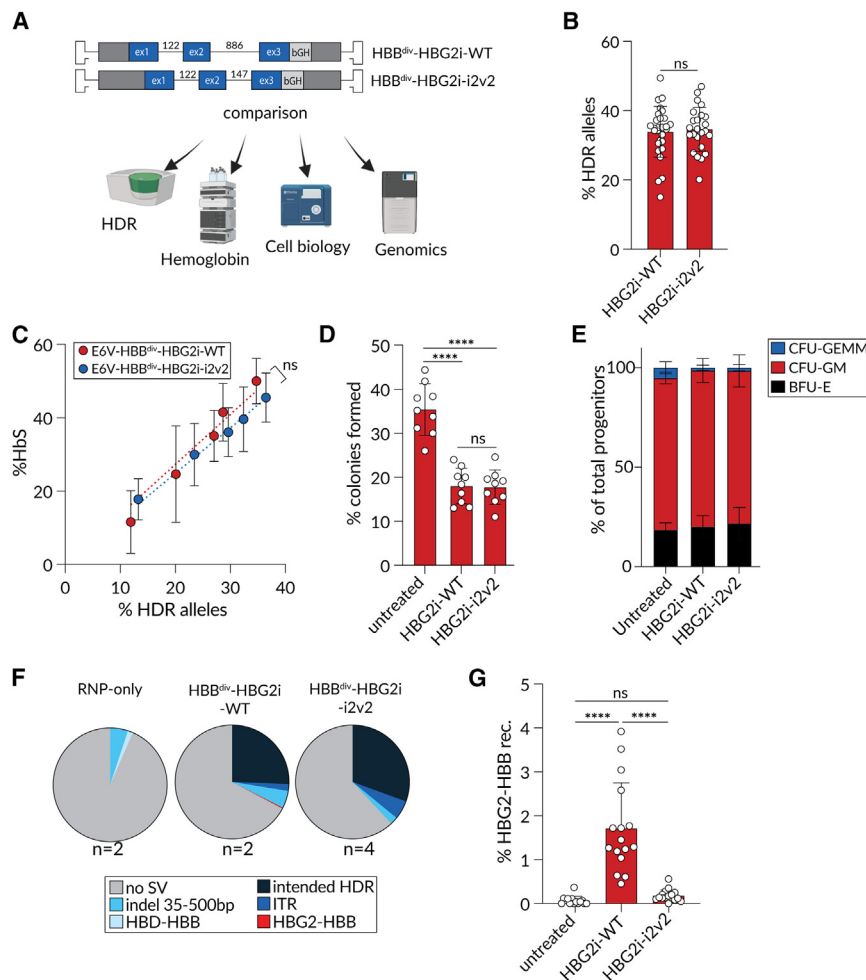 A
ex1 122 ex2 886 ex3 bGH HBBdiv-HBG2i-WT
ex1 122 ex2 147 ex3 bGH HBBdiv-HBG2i-i2v2
comparison
HDR
Hemoglobin
Cell biology
Genomics
B
ns
% HDR alleles
60
40
20
0
HBG2i-WT
HBG2i-i2v2
C
E6V-HBBdiv-HBG2i-WT
E6V-HBBdiv-HBG2i-i2v2
ns
%HbS
60
40
20
0
0 10 20 30 40
% HDR alleles
D
****
****
ns
% colonies formed
50
40
30
20
10
0
untreated
HBG2i-WT
HBG2i-i2v2
E
CFU-GEMM
CFU-GM
BFU-E
% of total progenitors
100
50
0
Untreated
HBG2i-WT
HBG2i-i2v2
F
RNP-only
HBBdiv-HBG2i
-WT
HBBdiv-HBG2i
-i2v2
n=2 n=2 n=4
no SV intended HDR
indel 35-500bp ITR
HBD-HBB HBG2-HBB
G
ns
**** ****
% HBG2-HBB rec.
5
4
3
2
1
0
untreated
HBG2i-WT
HBG2i-i2v2